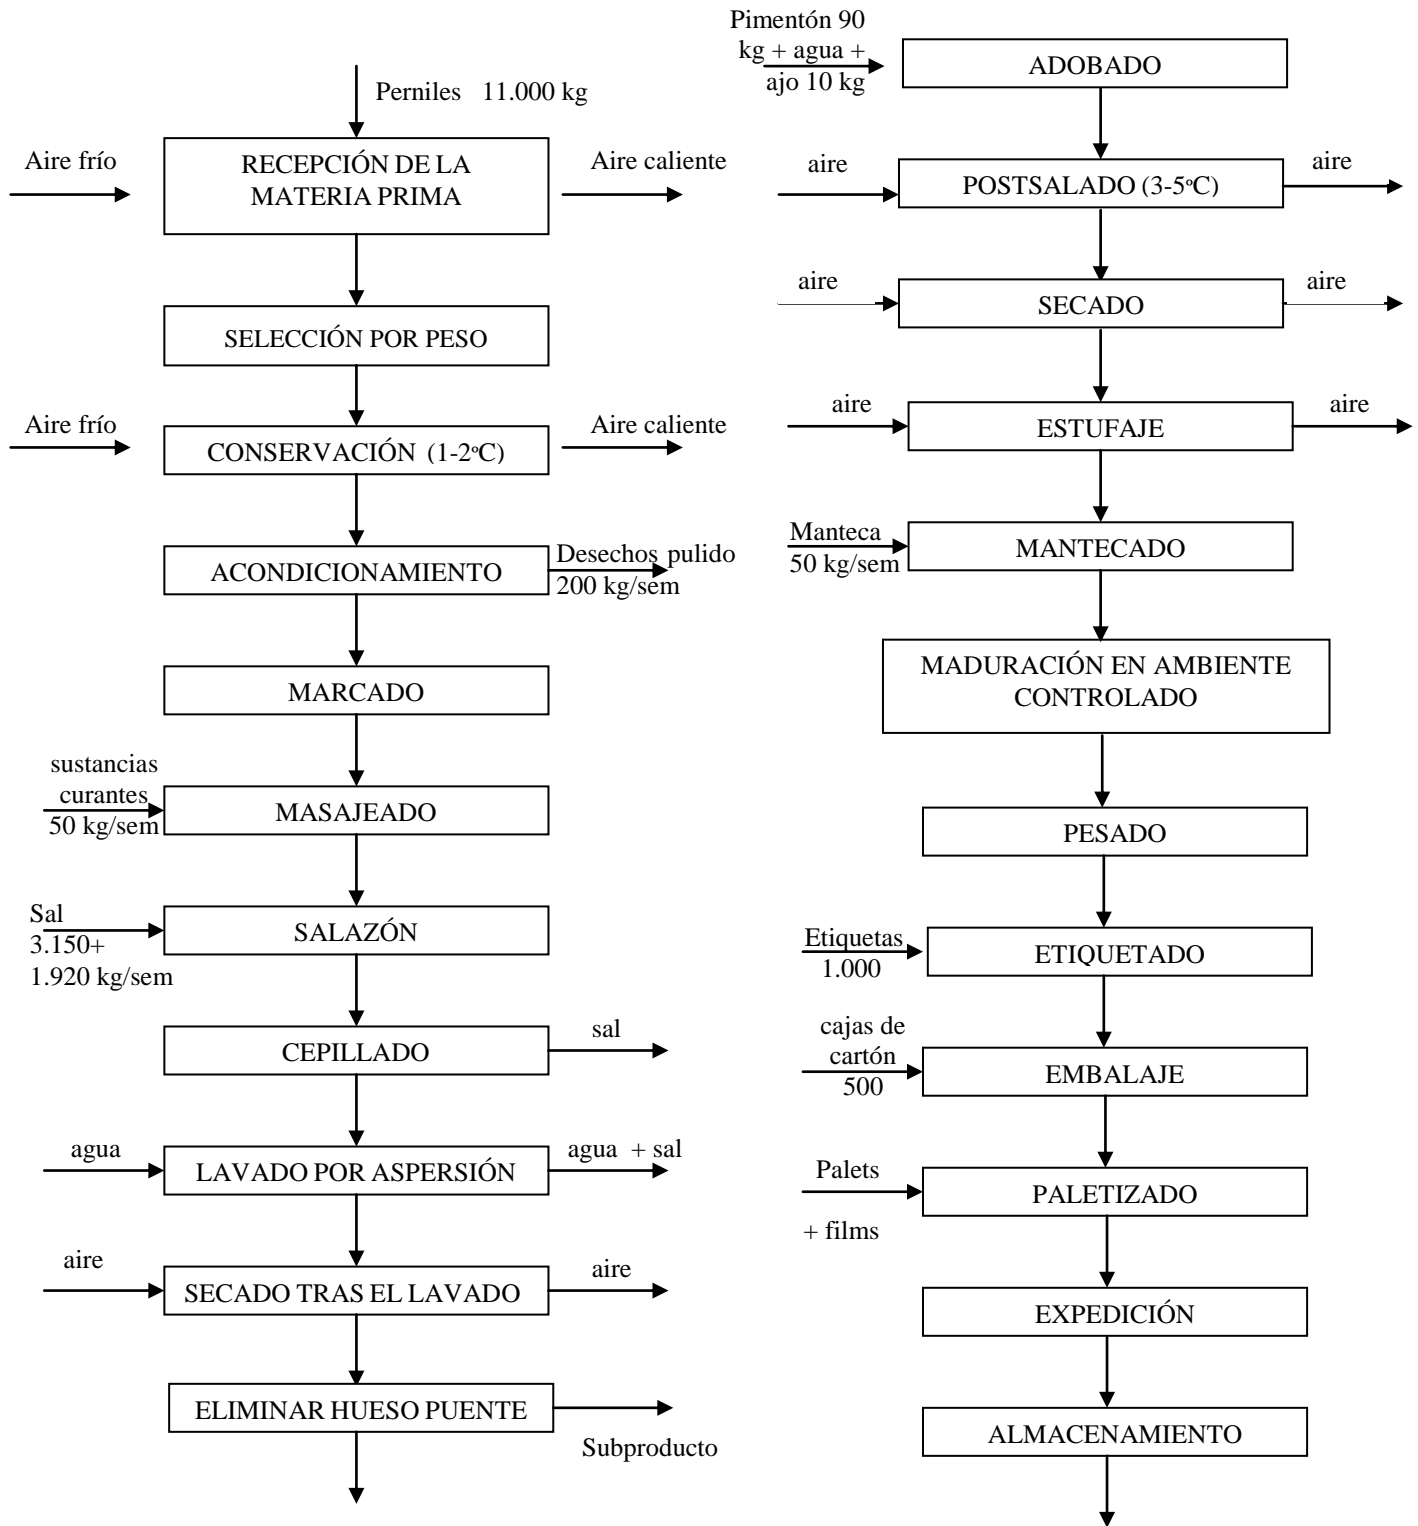 Perniles 11.000 kg
Aire frío
RECEPCIÓN DE LA
MATERIA PRIMA
Aire caliente
SELECCIÓN POR PESO
Aire frío
CONSERVACIÓN (1-2ºC)
Aire caliente
ACONDICIONAMIENTO
Desechos pulido
200 kg/sem
MARCADO
sustancias
curantes
50 kg/sem
MASAJEADO
Sal
3.150+
1.920 kg/sem
SALAZÓN
CEPILLADO
sal
agua
LAVADO POR ASPERSIÓN
agua + sal
aire
SECADO TRAS EL LAVADO
aire
ELIMINAR HUESO PUENTE
Subproducto
Pimentón 90
kg + agua +
ajo 10 kg
ADOBADO
aire
POSTSALADO (3-5ºC)
aire
aire
SECADO
aire
aire
ESTUFAJE
aire
Manteca
50 kg/sem
MANTECADO
MADURACIÓN EN AMBIENTE
CONTROLADO
PESADO
Etiquetas
1.000
ETIQUETADO
cajas de
cartón
500
EMBALAJE
Palets
+ films
PALETIZADO
EXPEDICIÓN
ALMACENAMIENTO